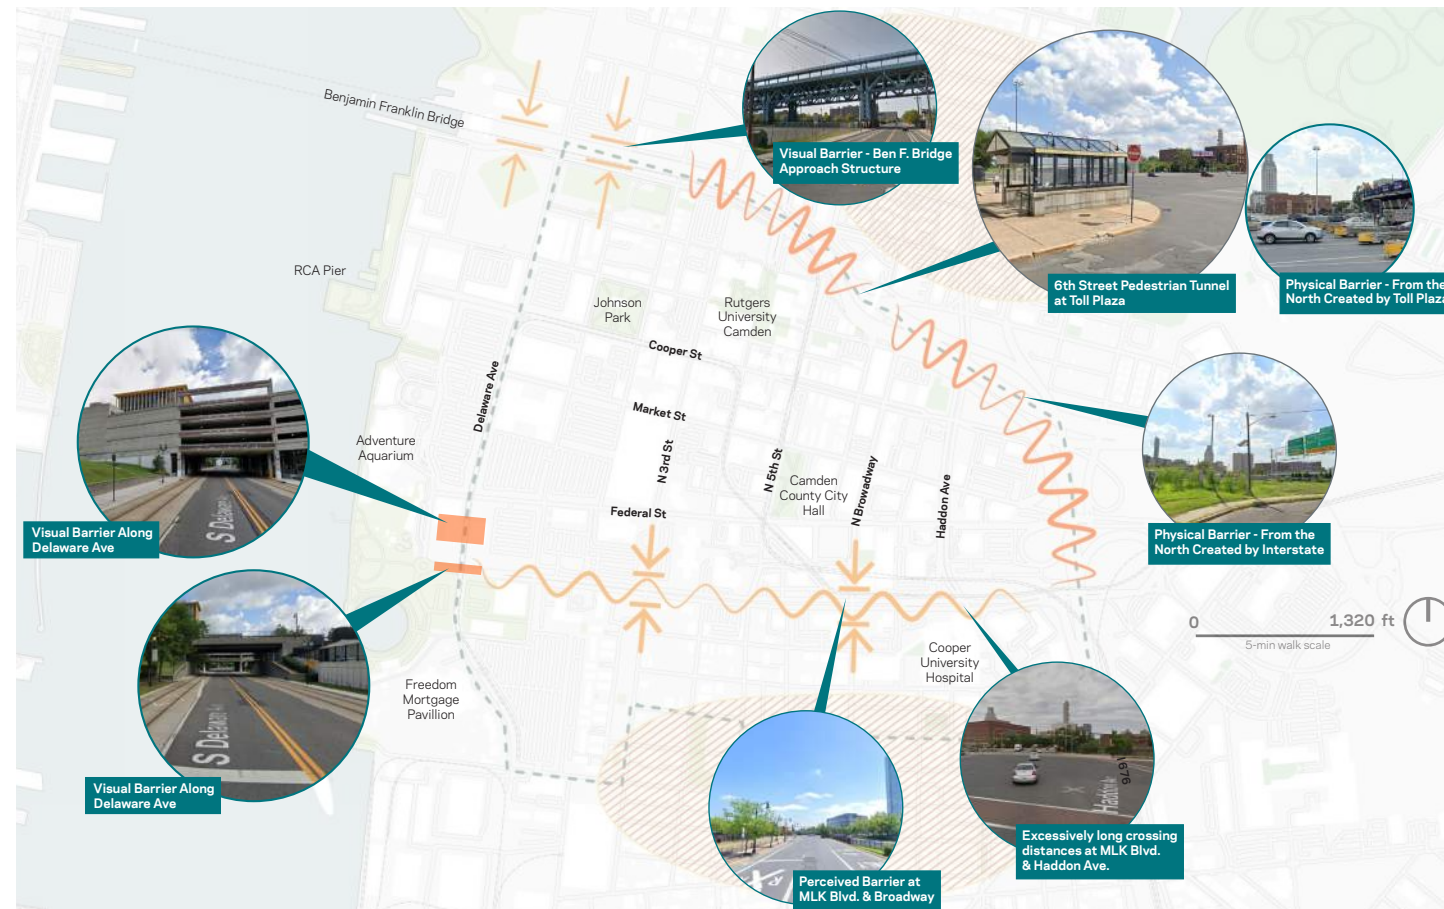 Benjamin Franklin Bridge
Visual Barrier - Ben F. Bridge
Approach Structure
6th Street Pedestrian Tunnel
at Toll Plaza
Physical Barrier - From the
North Created by Toll Plaza
RCA Pier
Johnson
Park
Rutgers
University
Camden
Cooper St
Delaware Ave
Market St
Adventure
Aquarium
N 3rd St
N 5th St
Camden
County City
Hall
N Browadway
Haddon Ave
Federal St
S Delawa
Visual Barrier Along
Delaware Ave
Physical Barrier - From the
North Created by Interstate
0
1,320 ft
5-min walk scale
Cooper
University
Hospital
Freedom
Mortgage
Pavillion
S Delawar
Visual Barrier Along
Delaware Ave
I 676
Haddon Av
Excessively long crossing
distances at MLK Blvd.
& Haddon Ave.
Perceived Barrier at
MLK Blvd. & Broadway